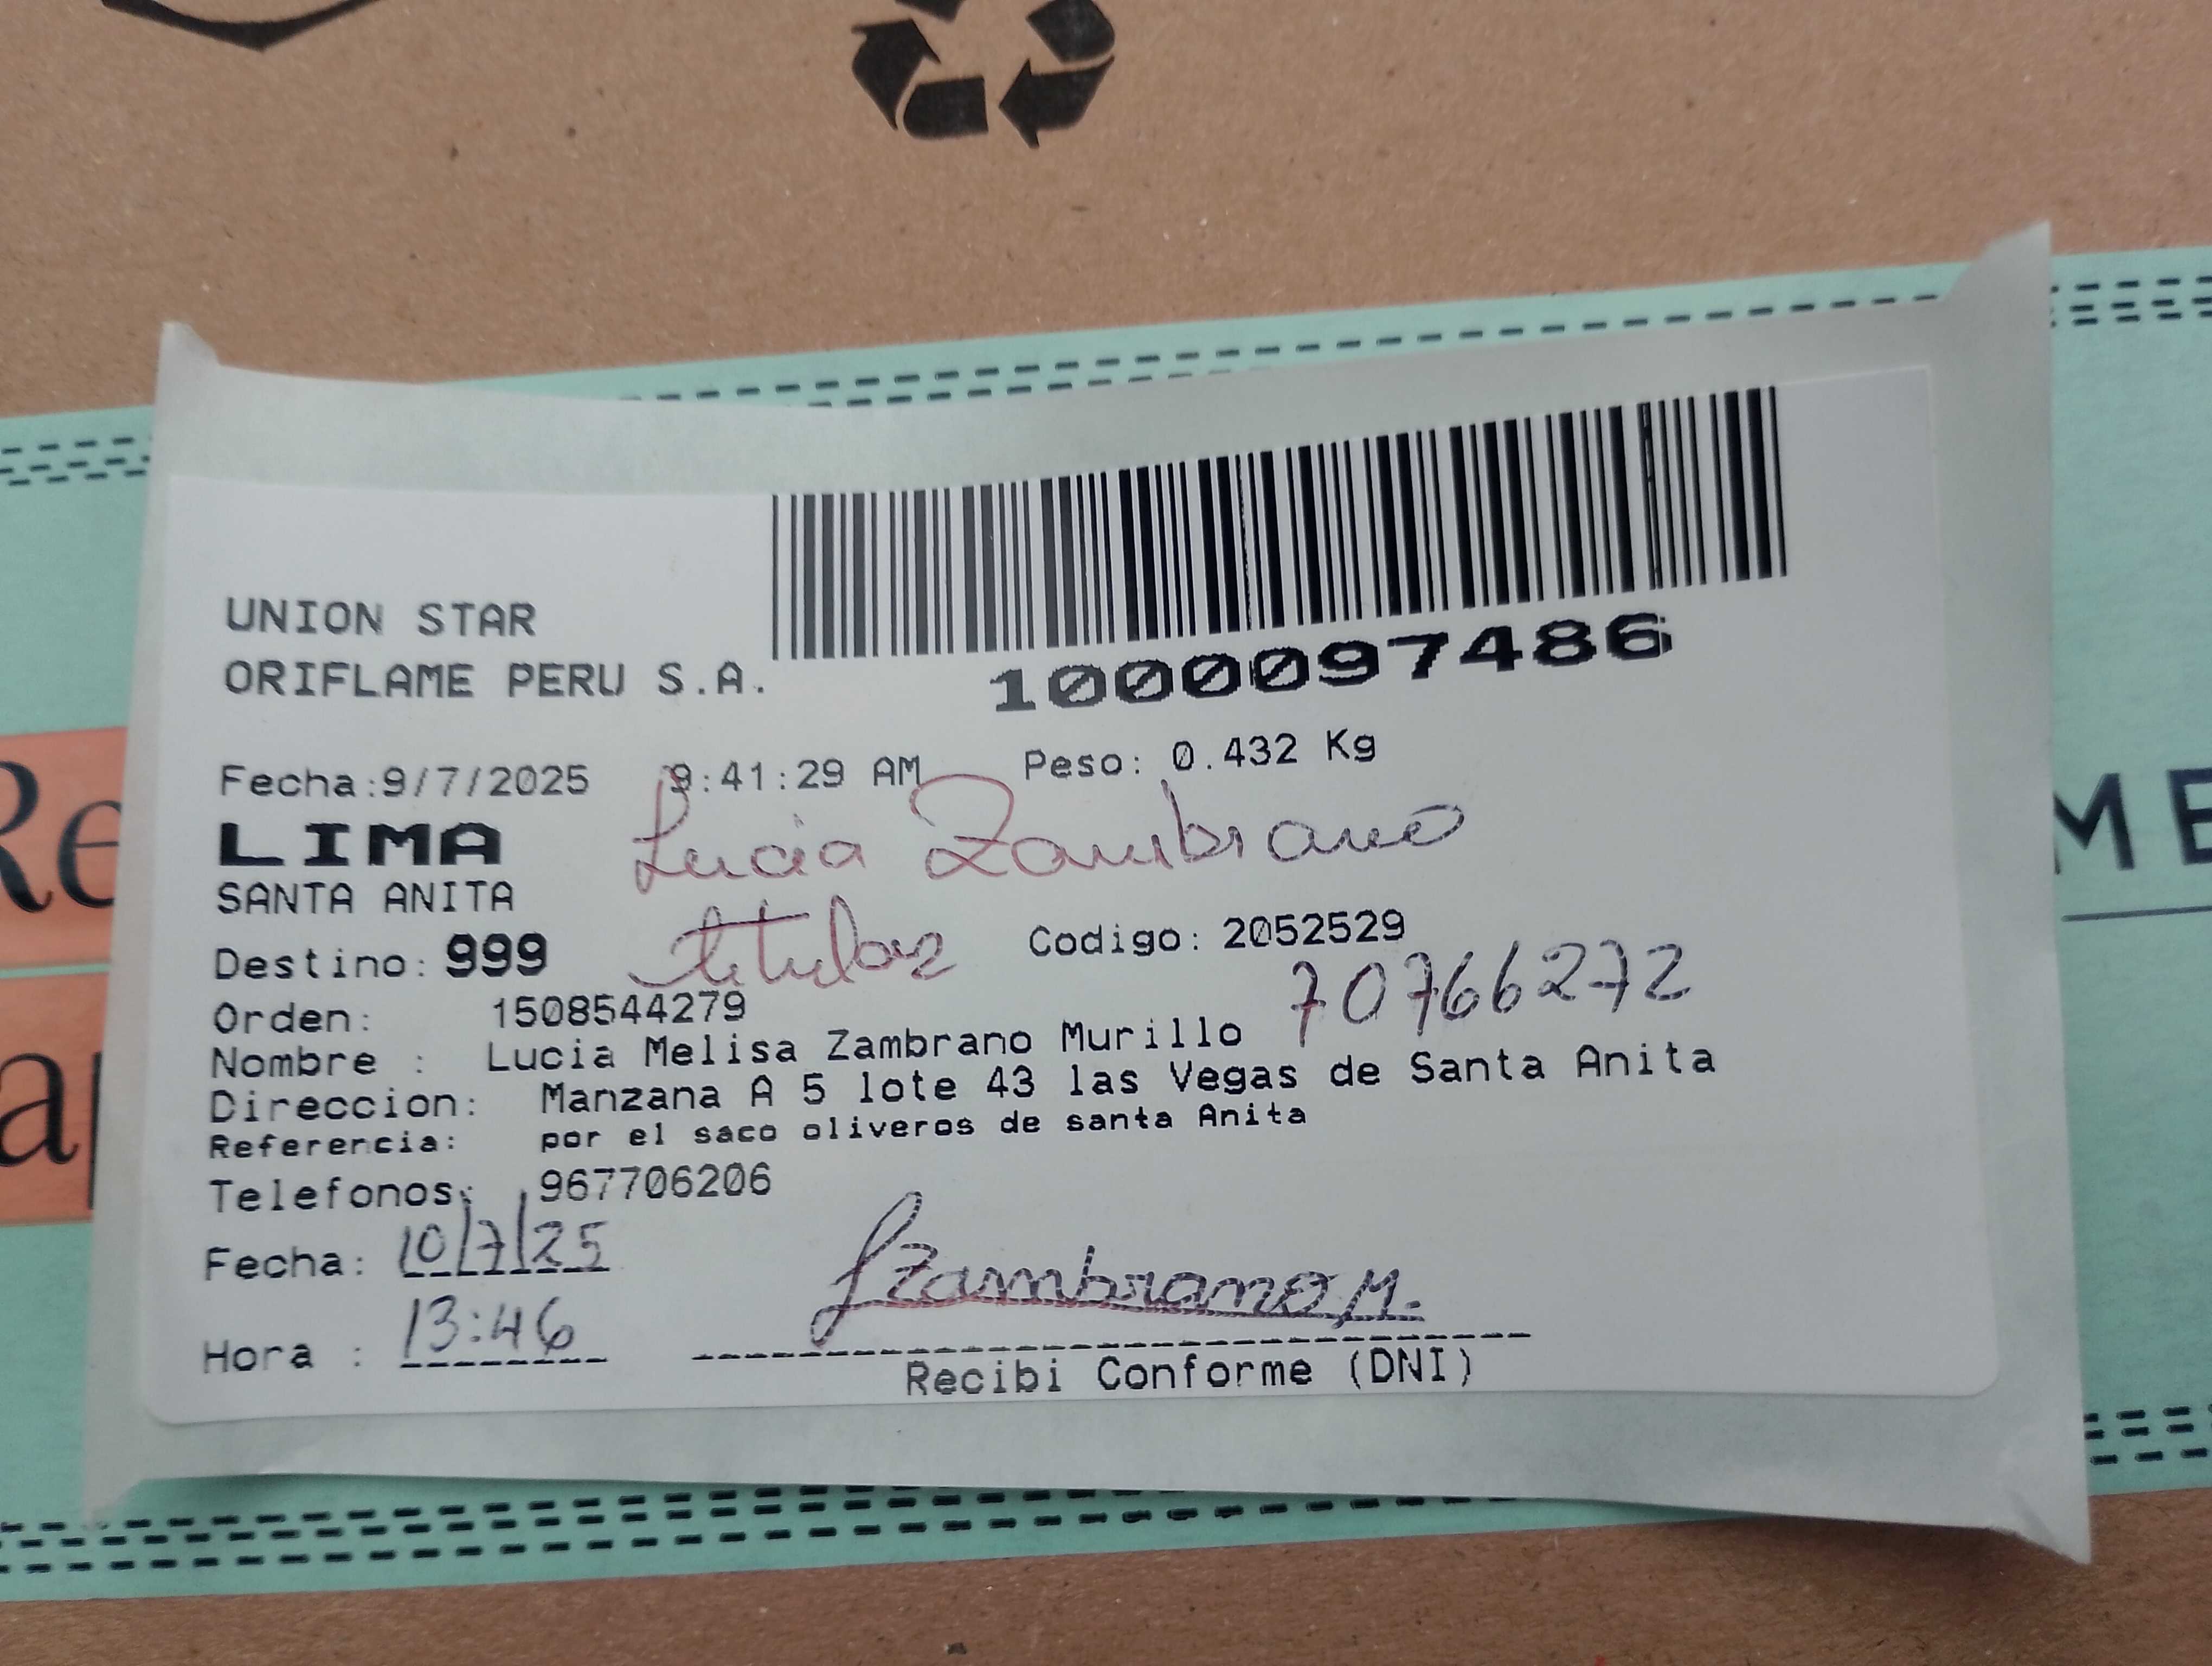 UNION STAR
ORIFLAME PERU S.A.
1000097486
Fecha:9/7/2025 9:41:29 AM Peso: 0.432 Kg
LIMA Lucia Zambrano
SANTA ANITA
titular Codigo: 2052529
Destino: 999
70766272
Orden: 1508544279
Nombre : Lucia Melisa Zambrano Murillo
Direccion: Manzana A 5 lote 43 las Vegas de Santa Anita
Referencia: por el saco oliveros de santa Anita
Telefonos: 967706206
Fecha: 10/7/25
LZambrano M.
Hora : 13:46
Recibi Conforme (DNI)
Re
ME